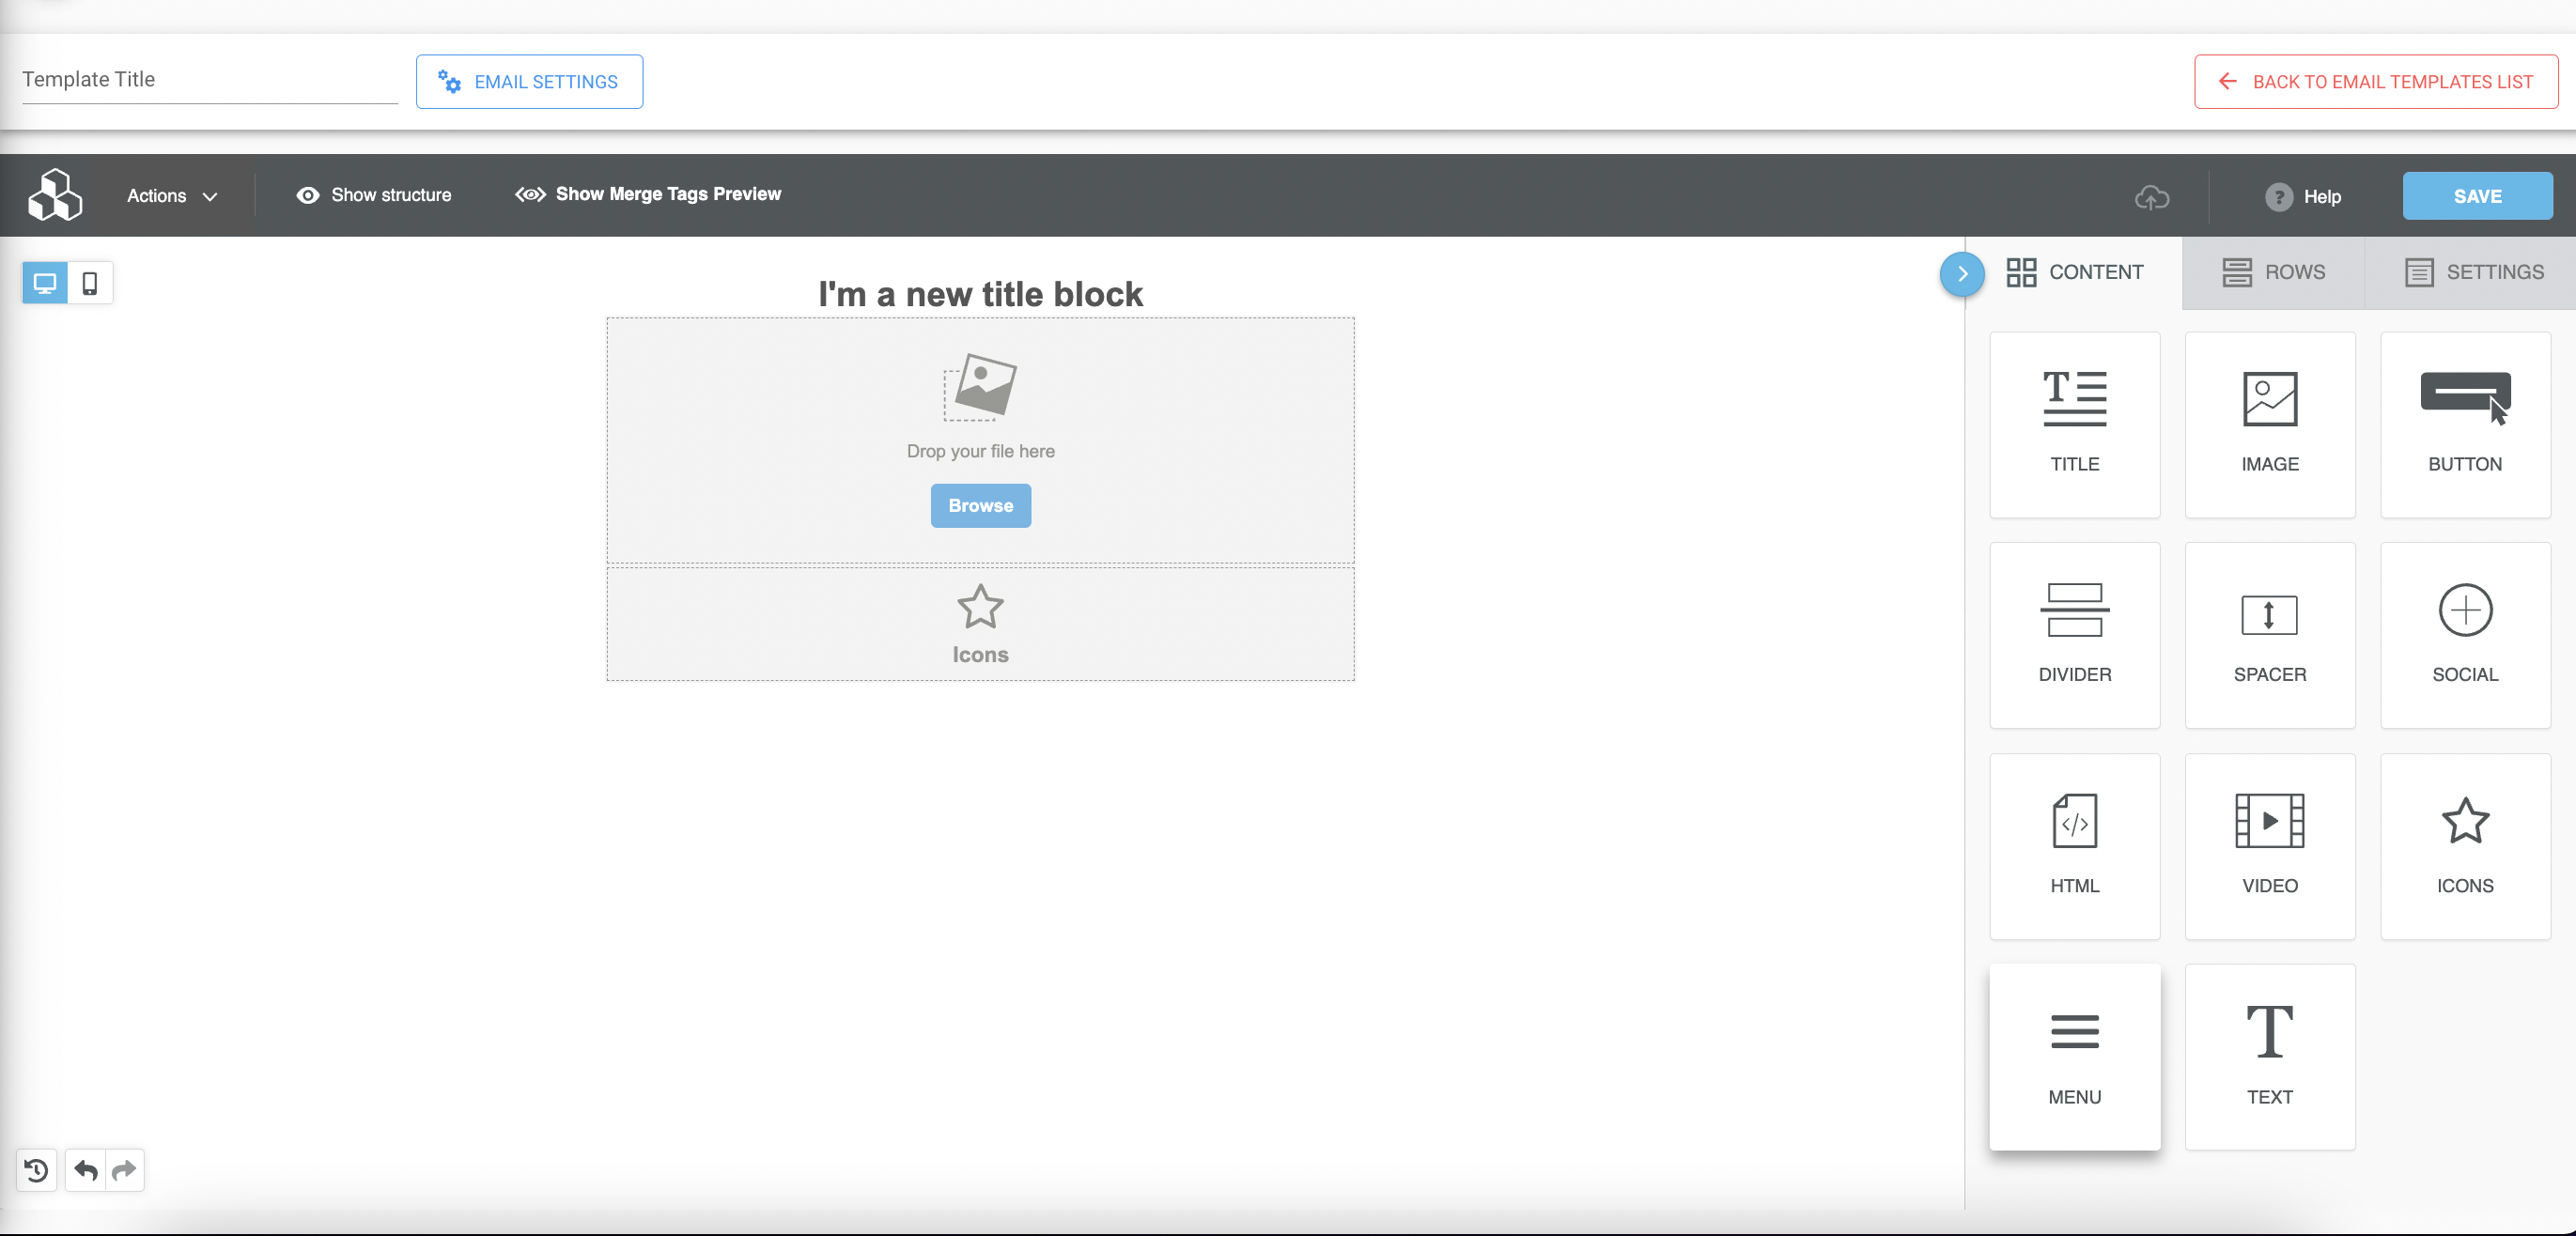 Template Title
EMAIL SETTINGS
BACK TO EMAIL TEMPLATES LIST
Actions
Show structure
Show Merge Tags Preview
? Help
SAVE
I'm a new title block
Drop your file here
Browse
Icons
CONTENT
ROWS
SETTINGS
TITLE
IMAGE
BUTTON
DIVIDER
SPACER
SOCIAL
HTML
VIDEO
ICONS
MENU
TEXT